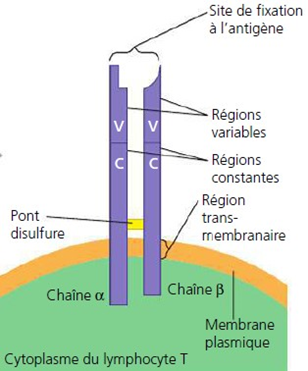 Site de fixation
à l'antigène
V
V
Régions
variables
C
C
Régions
constantes
Région
trans-
membranaire
Pont
disulfure
Chaîne α
Chaîne β
Membrane
plasmique
Cytoplasme du lymphocyte T